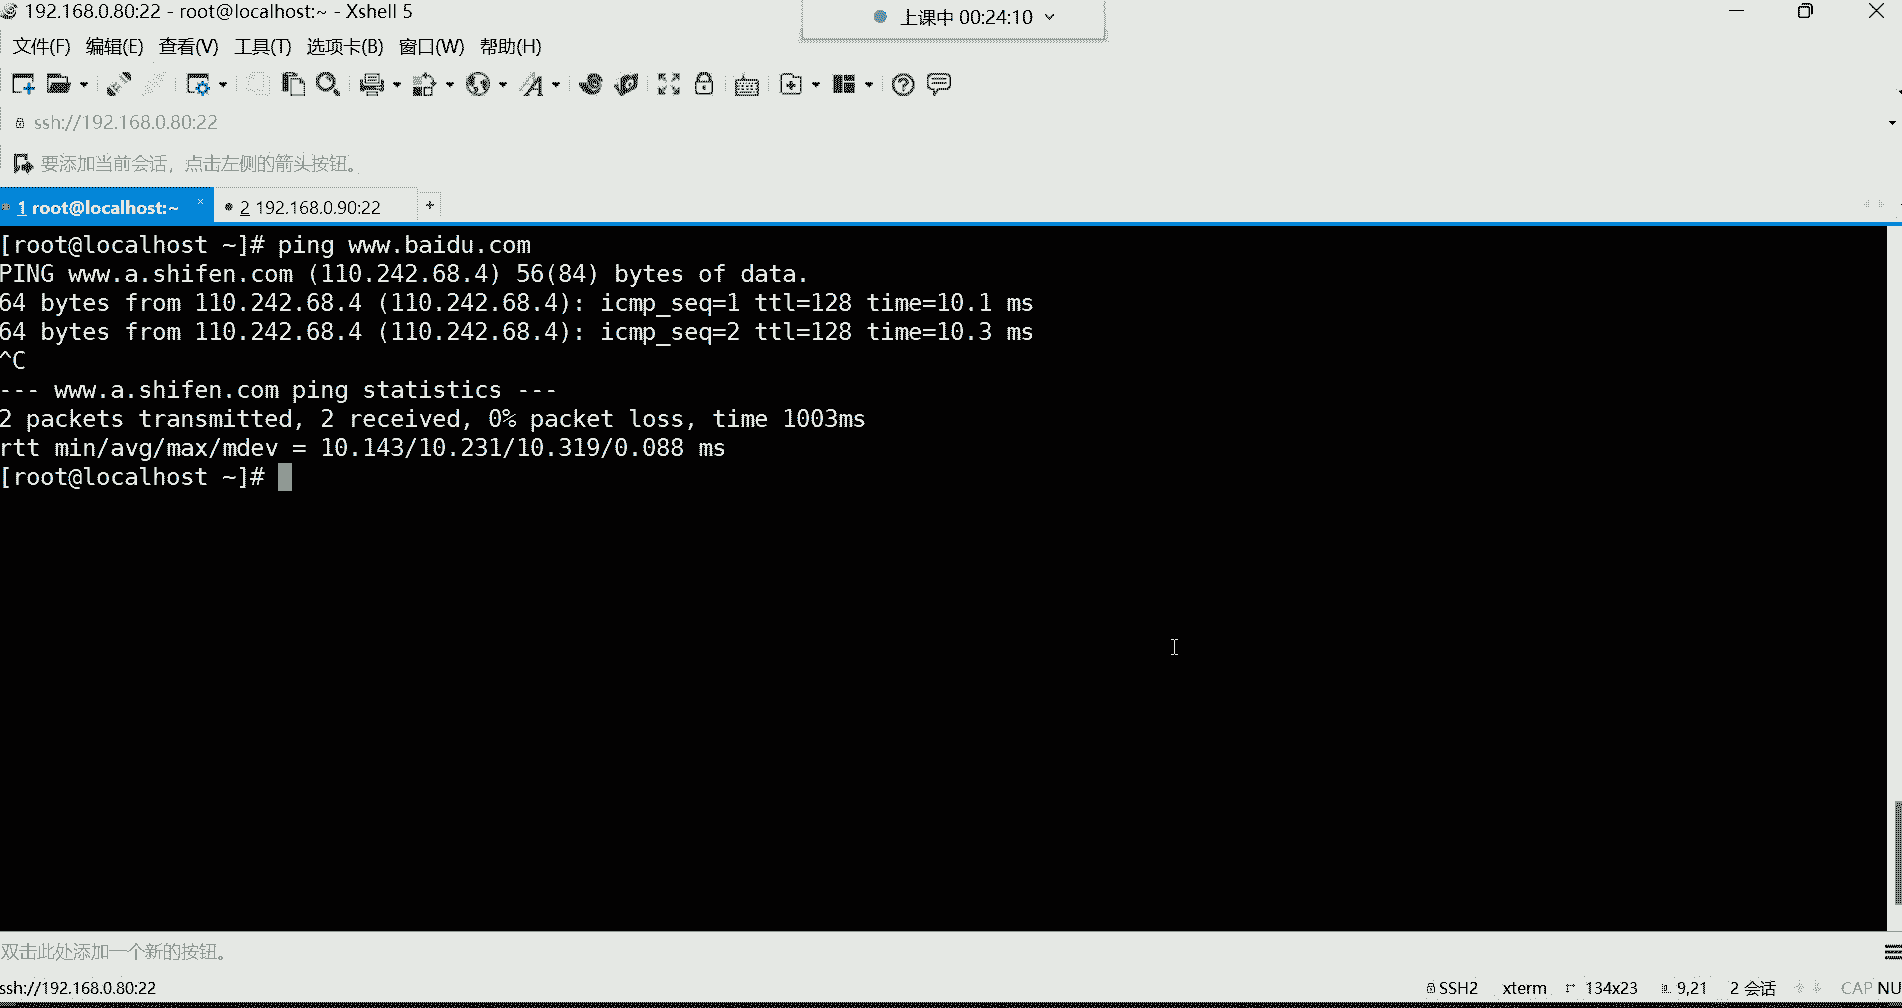 192.168.0.80:22 - root@localhost:~ - Xshell 5
上课中 00:24:10
文件(F) 编辑(E) 查看(V) 工具(T) 选项卡(B) 窗口(W) 帮助(H)
ssh://192.168.0.80:22
要添加当前会话，点击左侧的箭头按钮。
1 root@localhost:~ × 2 192.168.0.90:22 +
[root@localhost ~]# ping www.baidu.com
PING www.a.shifen.com (110.242.68.4) 56(84) bytes of data.
64 bytes from 110.242.68.4 (110.242.68.4): icmp_seq=1 ttl=128 time=10.1 ms
64 bytes from 110.242.68.4 (110.242.68.4): icmp_seq=2 ttl=128 time=10.3 ms
^C
--- www.a.shifen.com ping statistics ---
2 packets transmitted, 2 received, 0% packet loss, time 1003ms
rtt min/avg/max/mdev = 10.143/10.231/10.319/0.088 ms
[root@localhost ~]#
双击此处添加一个新的按钮。
ssh://192.168.0.80:22 SSH2 xterm 134x23 9,21 2 会话 CAP NU